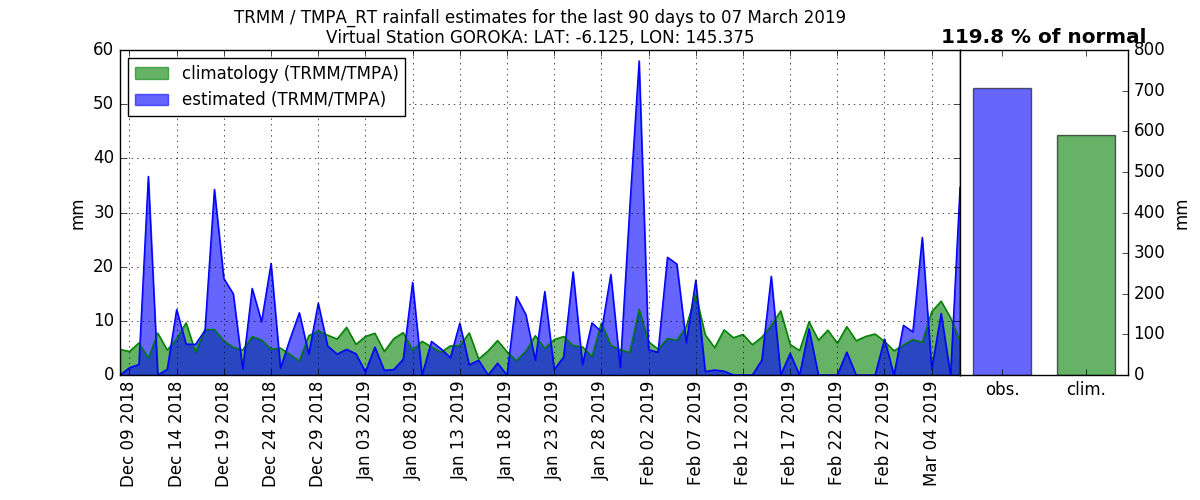 TRMM / TMPA_RT rainfall estimates for the last 90 days to 07 March 2019
Virtual Station GOROKA: LAT: -6.125, LON: 145.375
119.8 % of normal
climatology (TRMM/TMPA)
estimated (TRMM/TMPA)
60
50
40
30
20
10
0
mm
Dec 09 2018
Dec 14 2018
Dec 19 2018
Dec 24 2018
Dec 29 2018
Jan 03 2019
Jan 08 2019
Jan 13 2019
Jan 18 2019
Jan 23 2019
Jan 28 2019
Feb 02 2019
Feb 07 2019
Feb 12 2019
Feb 17 2019
Feb 22 2019
Feb 27 2019
Mar 04 2019
obs.
clim.
800
700
600
500
400
300
200
100
0
mm